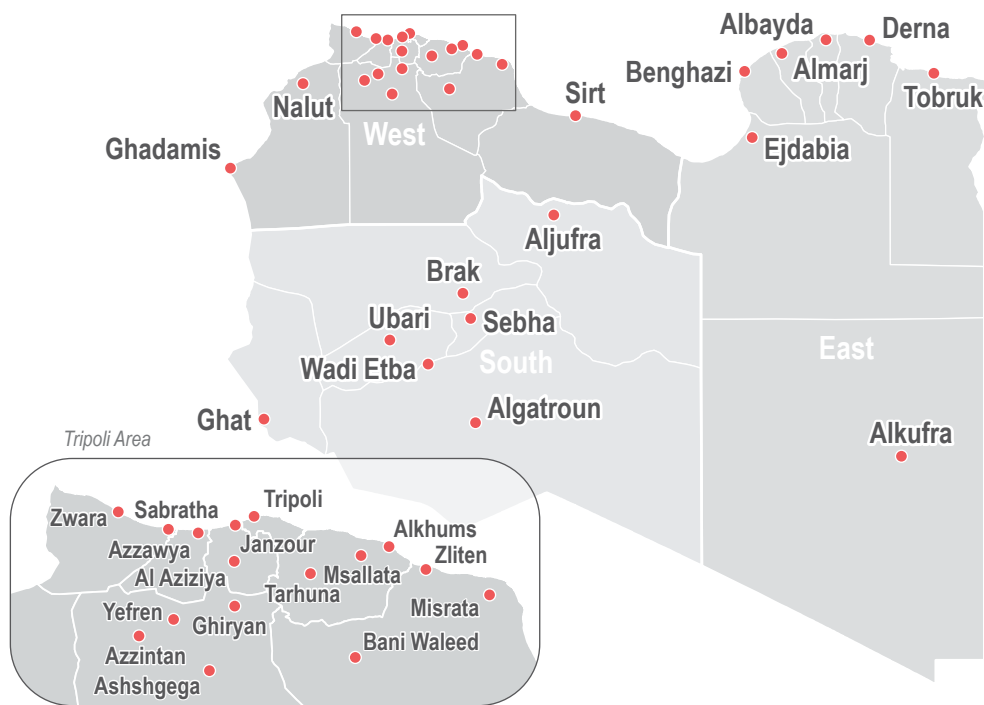 Albayda
Derna
Benghazi
Almarj
Tobruk
Nalut
Sirt
West
Ejdabia
Ghadamis
Aljufra
Brak
Ubari
Sebha
Wadi Etba
South
East
Ghat
Algatroun
Alkufra
Tripoli Area
Zwara
Sabratha
Tripoli
Azzawya
Janzour
Alkhums
Al Aziziya
Msallata
Zliten
Tarhuna
Misrata
Yefren
Ghiryan
Azzintan
Bani Waleed
Ashshgega